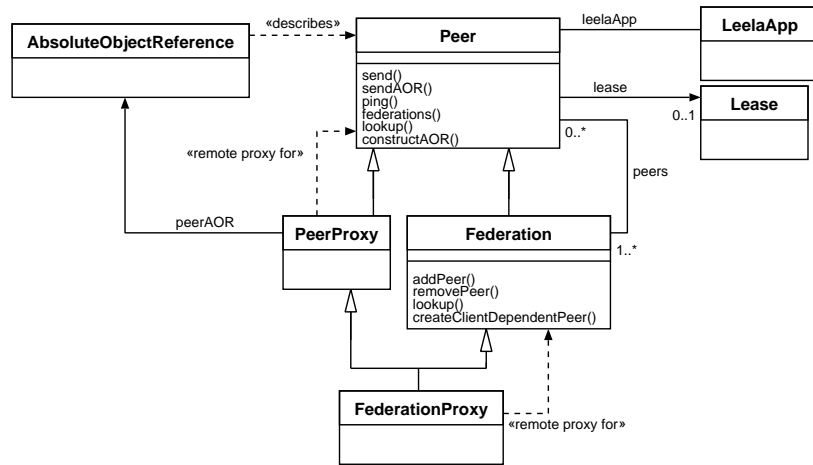 «describes»
leelaApp
LeelaApp
AbsoluteObjectReference
Peer
send()
sendAOR()
ping()
federations()
lookup()
constructAOR()
lease
Lease
0..1
0..*
«remote proxy for»
peers
peerAOR
PeerProxy
Federation
1..*
addPeer()
removePeer()
lookup()
createClientDependentPeer()
FederationProxy
«remote proxy for»